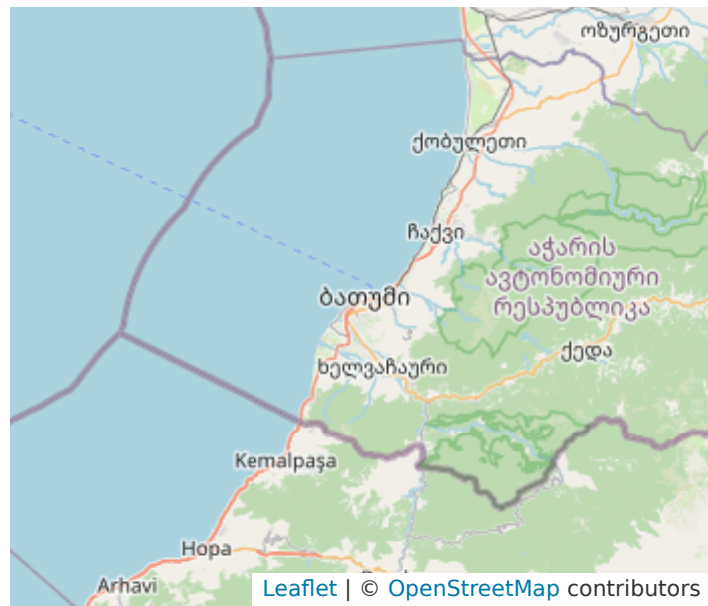 ოზურგეთი
ქობულეთი
ჩაქვი
აჭარის
ავტონომიური
რესპუბლიკა
ბათუმი
ქედა
ხელვაჩაური
Kemalpaşa
Hopa
Arhavi
Leaflet | © OpenStreetMap contributors